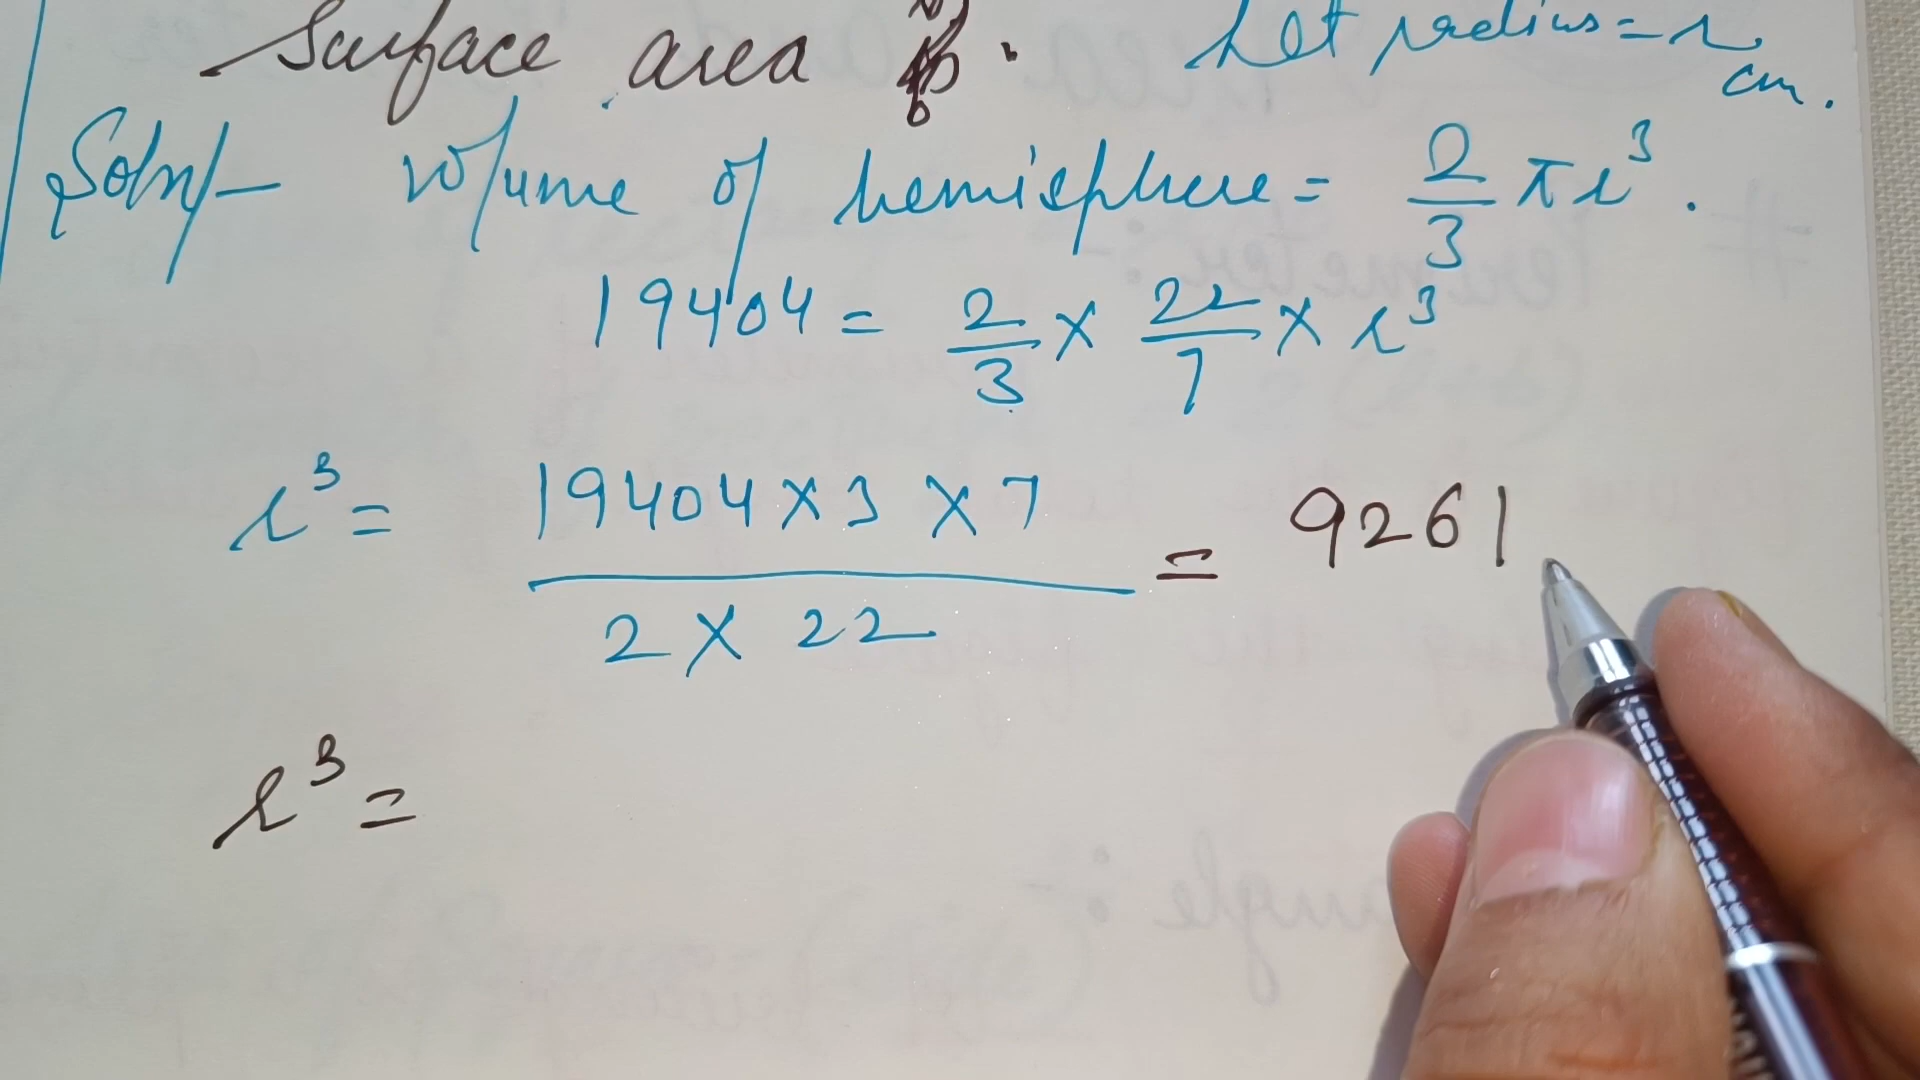 Surface area
Let radius = r cm.
Soln/- volume of hemisphere = 2/3 πr³.
19404 = 2/3 × 22/7 × r³
r³ = 19404 × 3 × 7 / 2 × 22 = 9261
r³ =